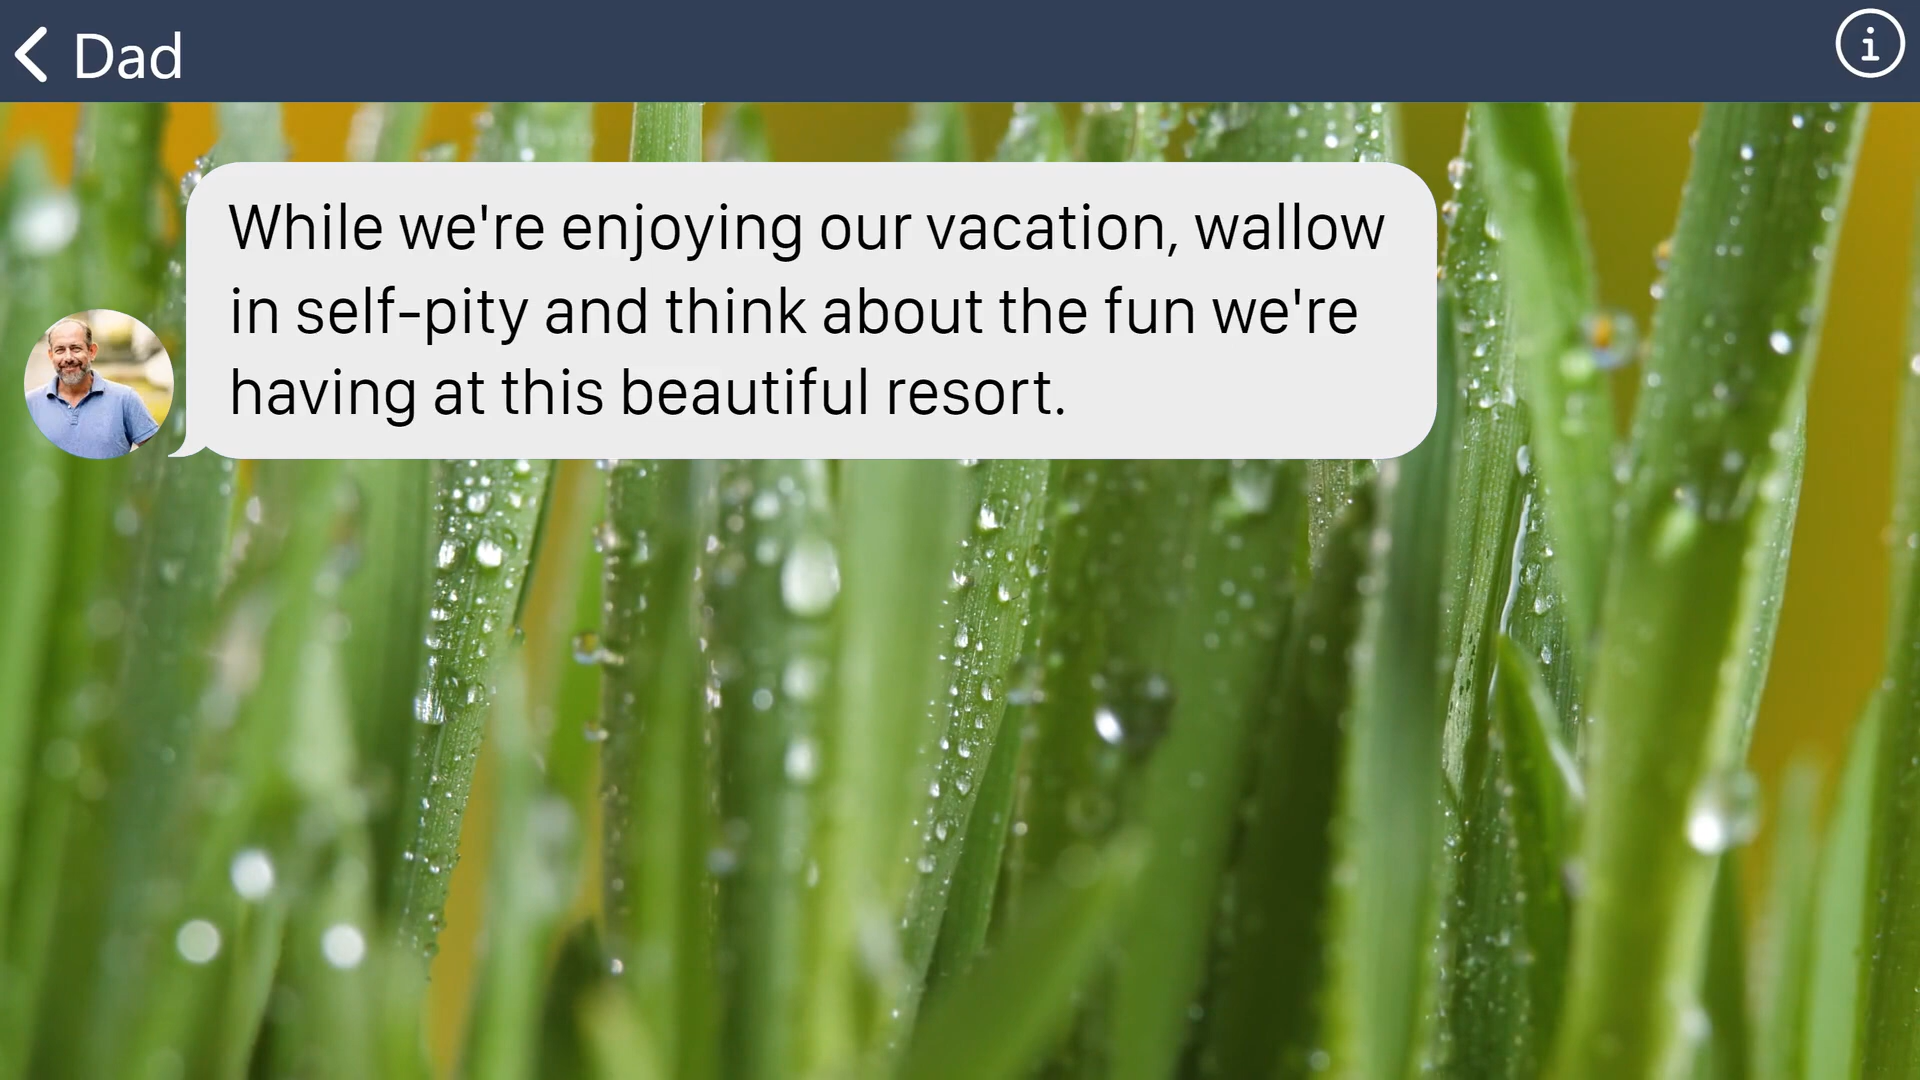 Dad
While we're enjoying our vacation, wallow
in self-pity and think about the fun we're
having at this beautiful resort.